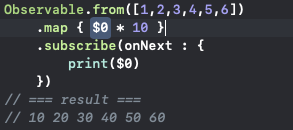 Observable.from([1,2,3,4,5,6])
    .map { $0 * 10 }
    .subscribe(onNext : {
        print($0)
    })
// === result ===
// 10 20 30 40 50 60